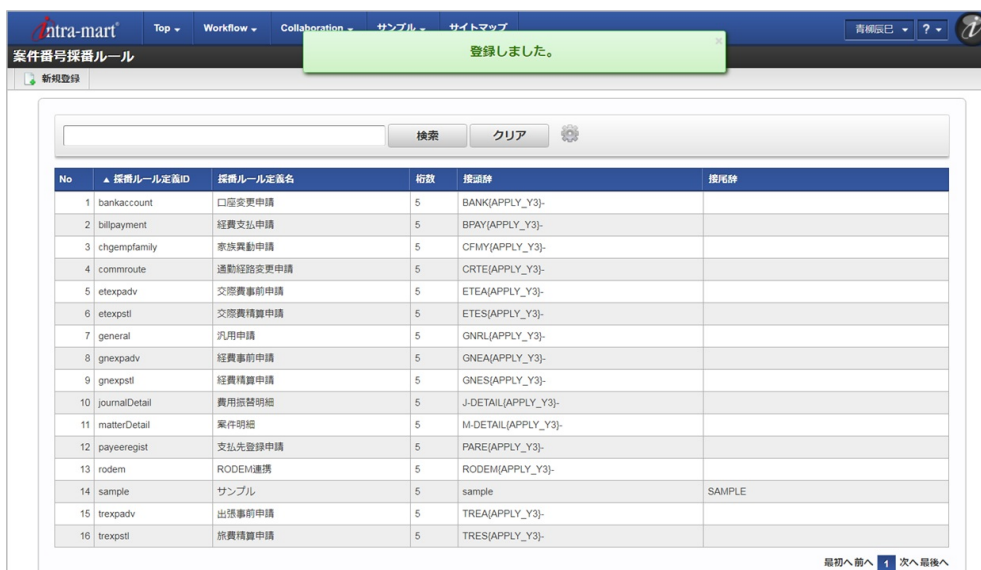 intra-mart Top Workflow Collaboration サンプル サイトマップ 青柳辰巳 ?
案件番号採番ルール
登録しました。
新規登録
検索 クリア
No ▲ 採番ルール定義ID 採番ルール定義名 桁数 接頭辞 接尾辞
1 bankaccount 口座変更申請 5 BANK{APPLY_Y3}-
2 billpayment 経費支払申請 5 BPAY{APPLY_Y3}-
3 chgempfamily 家族異動申請 5 CFMY{APPLY_Y3}-
4 commroute 通勤経路変更申請 5 CRTE{APPLY_Y3}-
5 etexpadv 交際費事前申請 5 ETEA{APPLY_Y3}-
6 etexpstl 交際費精算申請 5 ETES{APPLY_Y3}-
7 general 汎用申請 5 GNRL{APPLY_Y3}-
8 gnexpadv 経費事前申請 5 GNEA{APPLY_Y3}-
9 gnexpstl 経費精算申請 5 GNES{APPLY_Y3}-
10 journalDetail 費用振替明細 5 J-DETAIL{APPLY_Y3}-
11 matterDetail 案件明細 5 M-DETAIL{APPLY_Y3}-
12 payeeregist 支払先登録申請 5 PARE{APPLY_Y3}-
13 rodem RODEM連携 5 RODEM{APPLY_Y3}-
14 sample サンプル 5 sample SAMPLE
15 trexpadv 出張事前申請 5 TREA{APPLY_Y3}-
16 trexpstl 旅費精算申請 5 TRES{APPLY_Y3}-
最初へ 前へ 1 次へ 最後へ